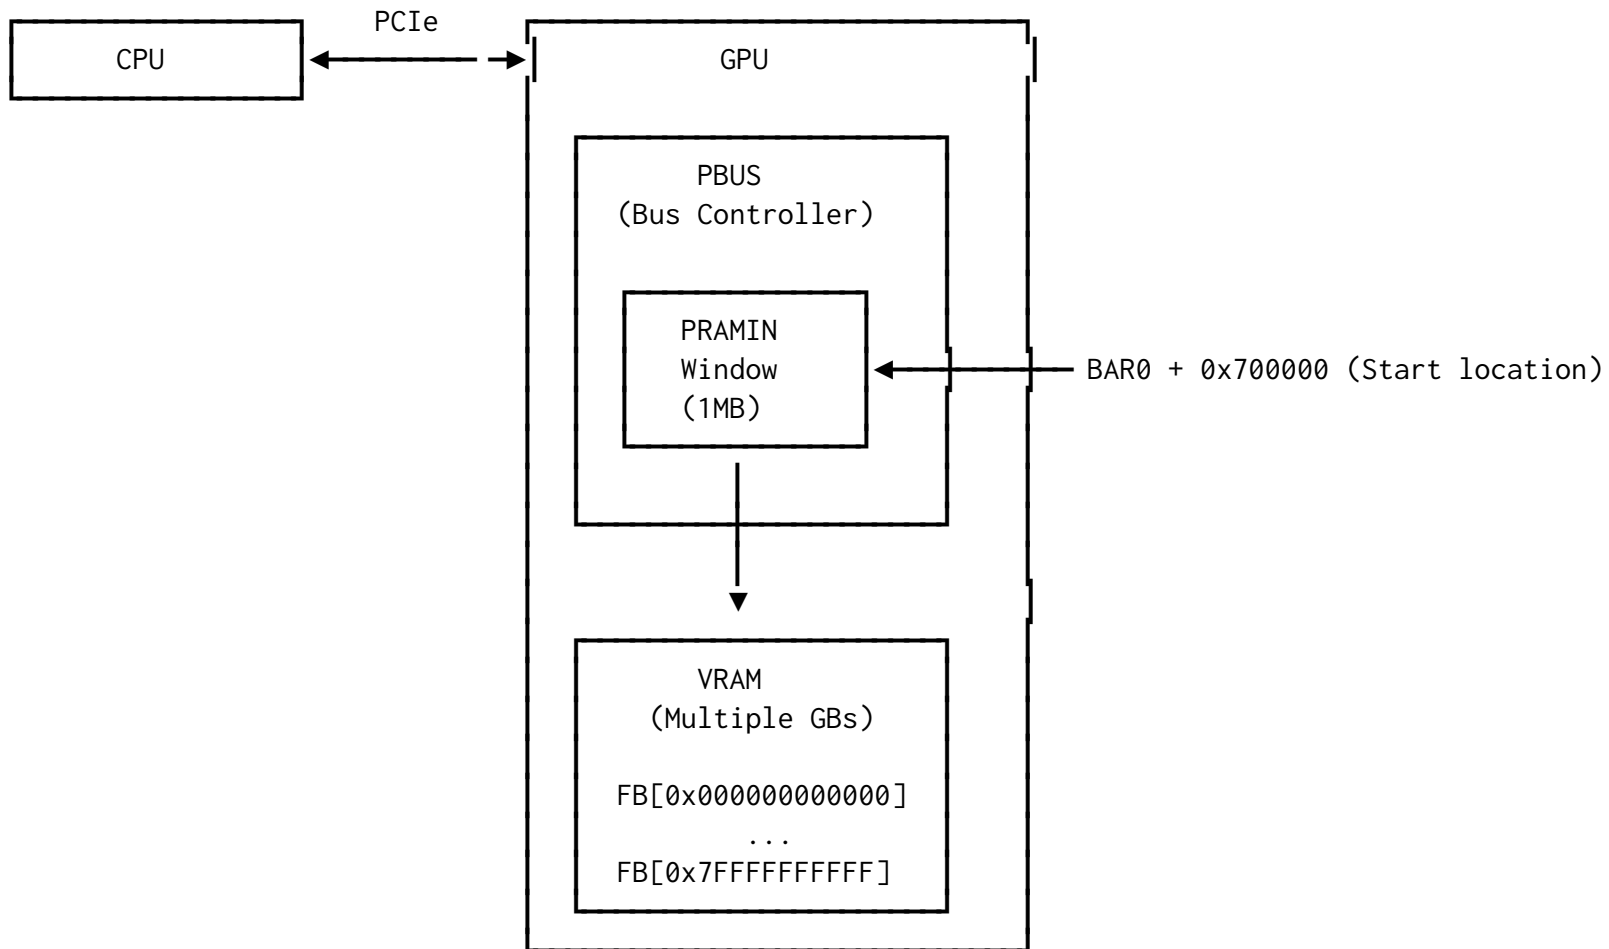 PCIe
CPU
GPU
PBUS
(Bus Controller)
PRAMIN
Window
(1MB)
BAR0 + 0x700000 (Start location)
VRAM
(Multiple GBs)
FB[0x000000000000]
...
FB[0x7FFFFFFFFFF]